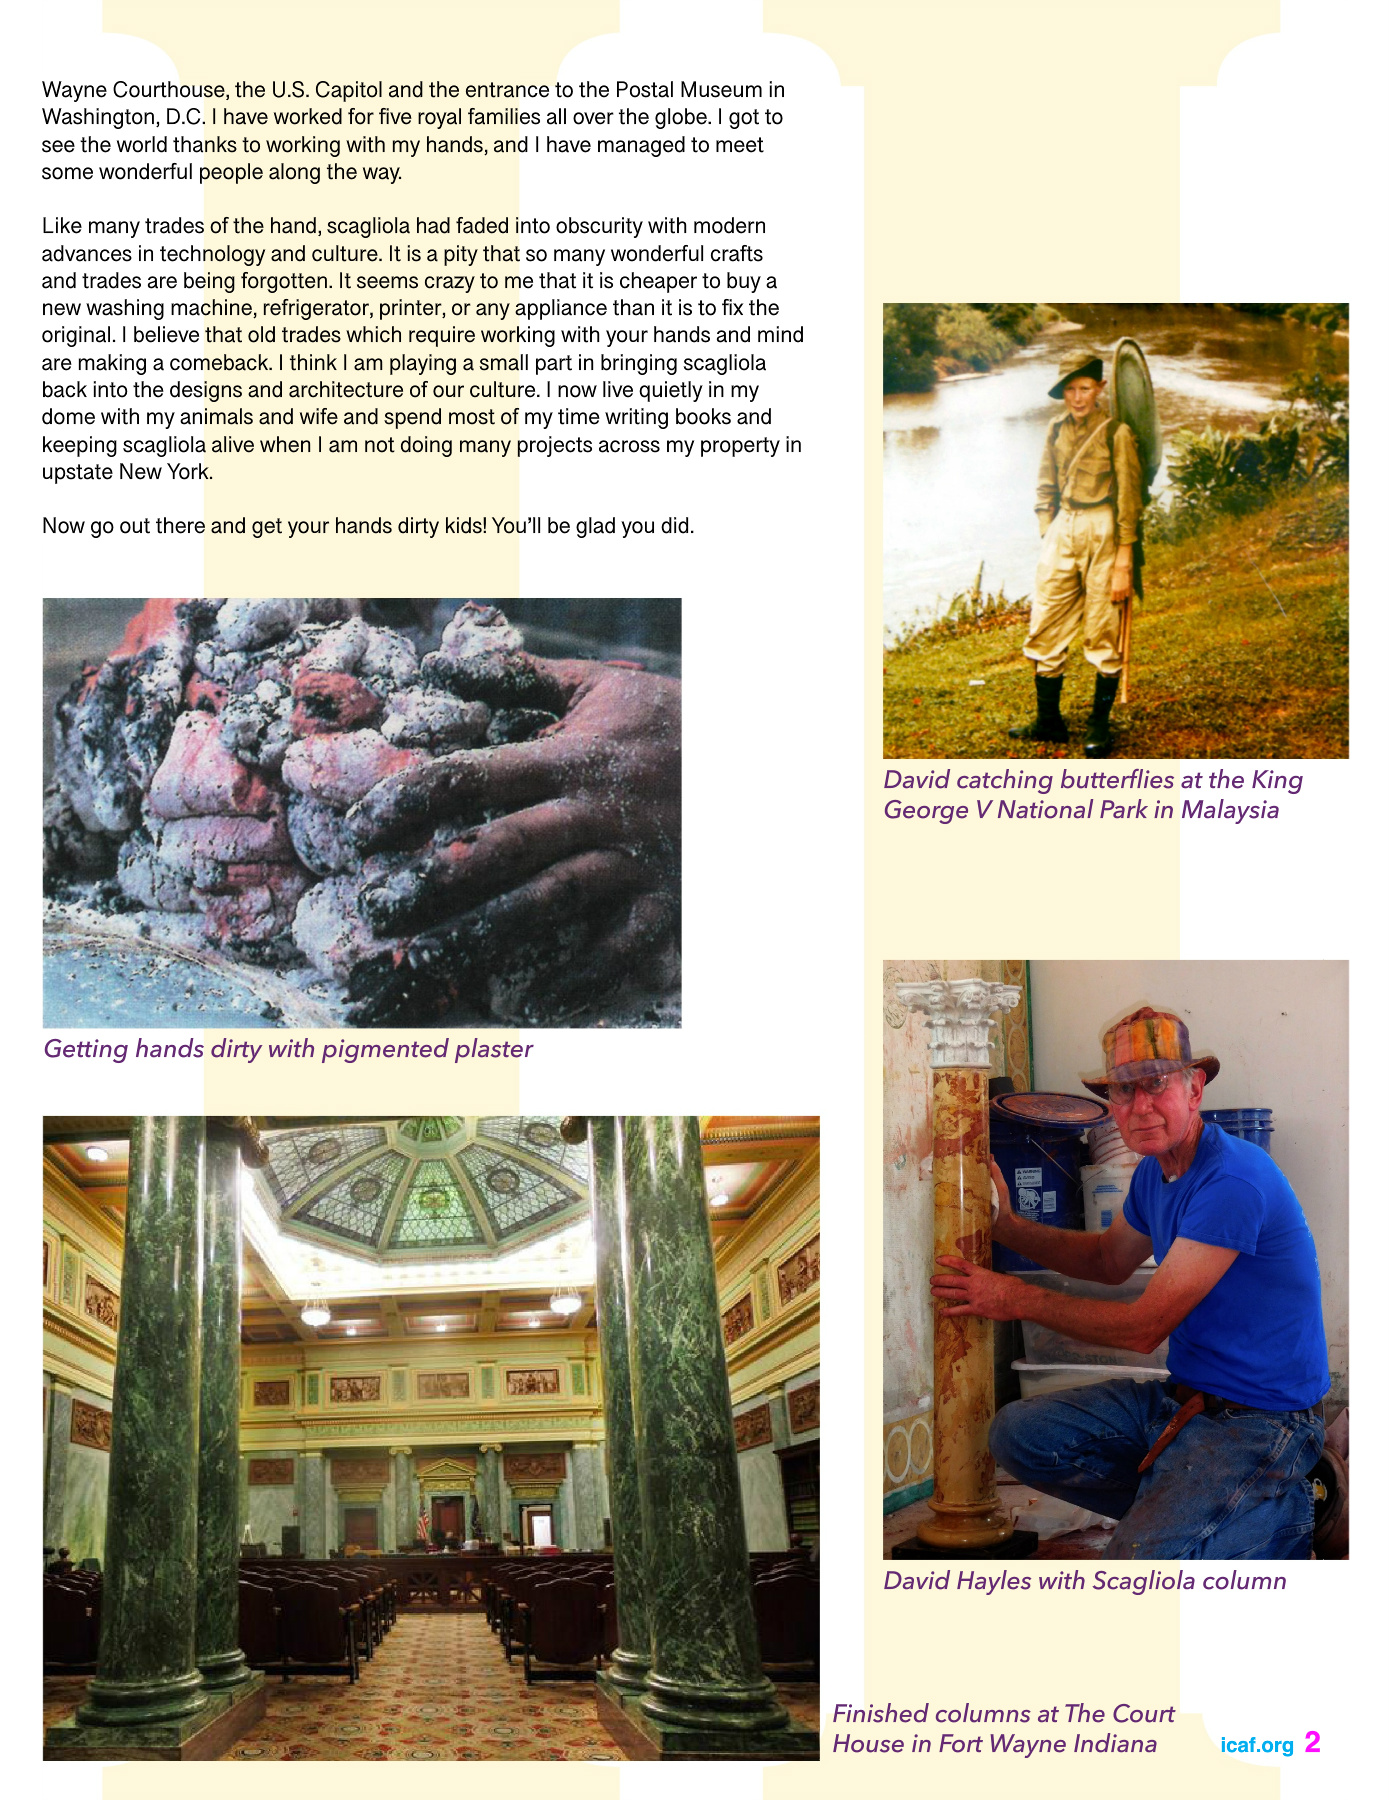 Wayne Courthouse, the U.S. Capitol and the entrance to the Postal Museum in
Washington, D.C. I have worked for five royal families all over the globe. I got to
see the world thanks to working with my hands, and I have managed to meet
some wonderful people along the way.
Like many trades of the hand, scagliola had faded into obscurity with modern
advances in technology and culture. It is a pity that so many wonderful crafts
and trades are being forgotten. It seems crazy to me that it is cheaper to buy a
new washing machine, refrigerator, printer, or any appliance than it is to fix the
original. I believe that old trades which require working with your hands and mind
are making a comeback. I think I am playing a small part in bringing scagliola
back into the designs and architecture of our culture. I now live quietly in my
dome with my animals and wife and spend most of my time writing books and
keeping scagliola alive when I am not doing many projects across my property in
upstate New York.
Now go out there and get your hands dirty kids! You'll be glad you did.
David catching butterflies at the King
George V National Park in Malaysia
Getting hands dirty with pigmented plaster
WARNING
David Hayles with Scagliola column
Finished columns at The Court
House in Fort Wayne Indiana
icaf.org 2